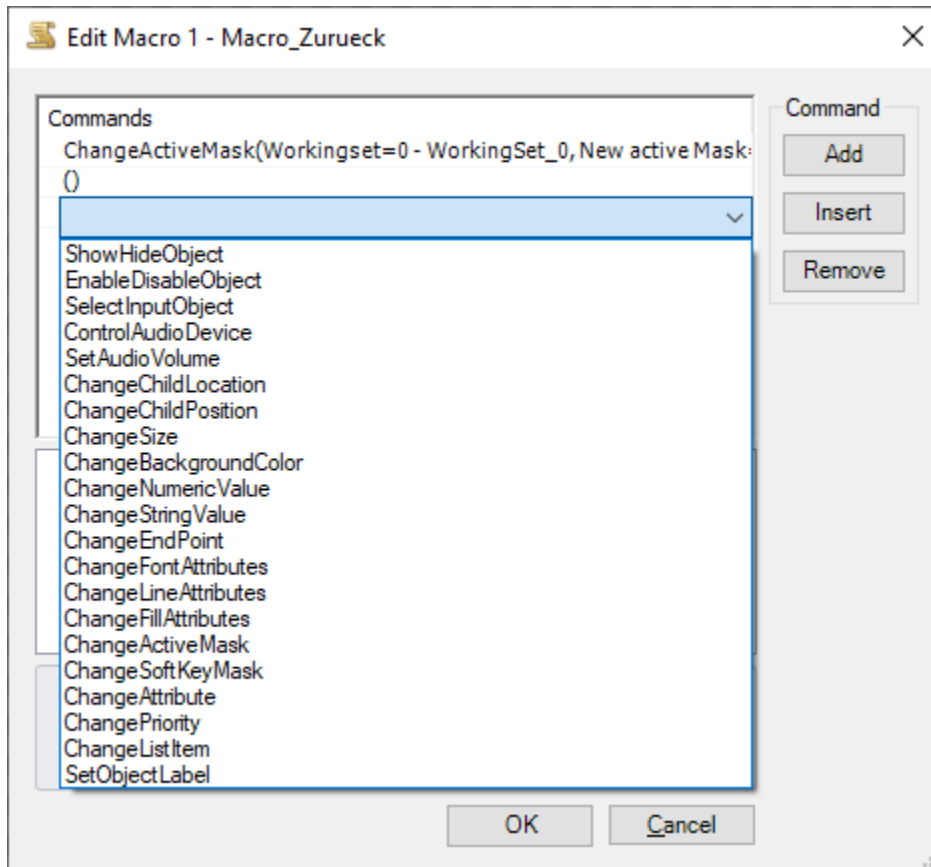 Edit Macro 1 - Macro_Zurueck
Commands
ChangeActiveMask(Workingset=0 - WorkingSet_0, New active Mask=
()
ShowHideObject
EnableDisableObject
SelectInputObject
ControlAudioDevice
SetAudioVolume
ChangeChildLocation
ChangeChildPosition
ChangeSize
ChangeBackgroundColor
ChangeNumericValue
ChangeStringValue
ChangeEndPoint
ChangeFontAttributes
ChangeLineAttributes
ChangeFillAttributes
ChangeActiveMask
ChangeSoftKeyMask
ChangeAttribute
ChangePriority
ChangeListItem
SetObjectLabel
Command
Add
Insert
Remove
OK
Cancel